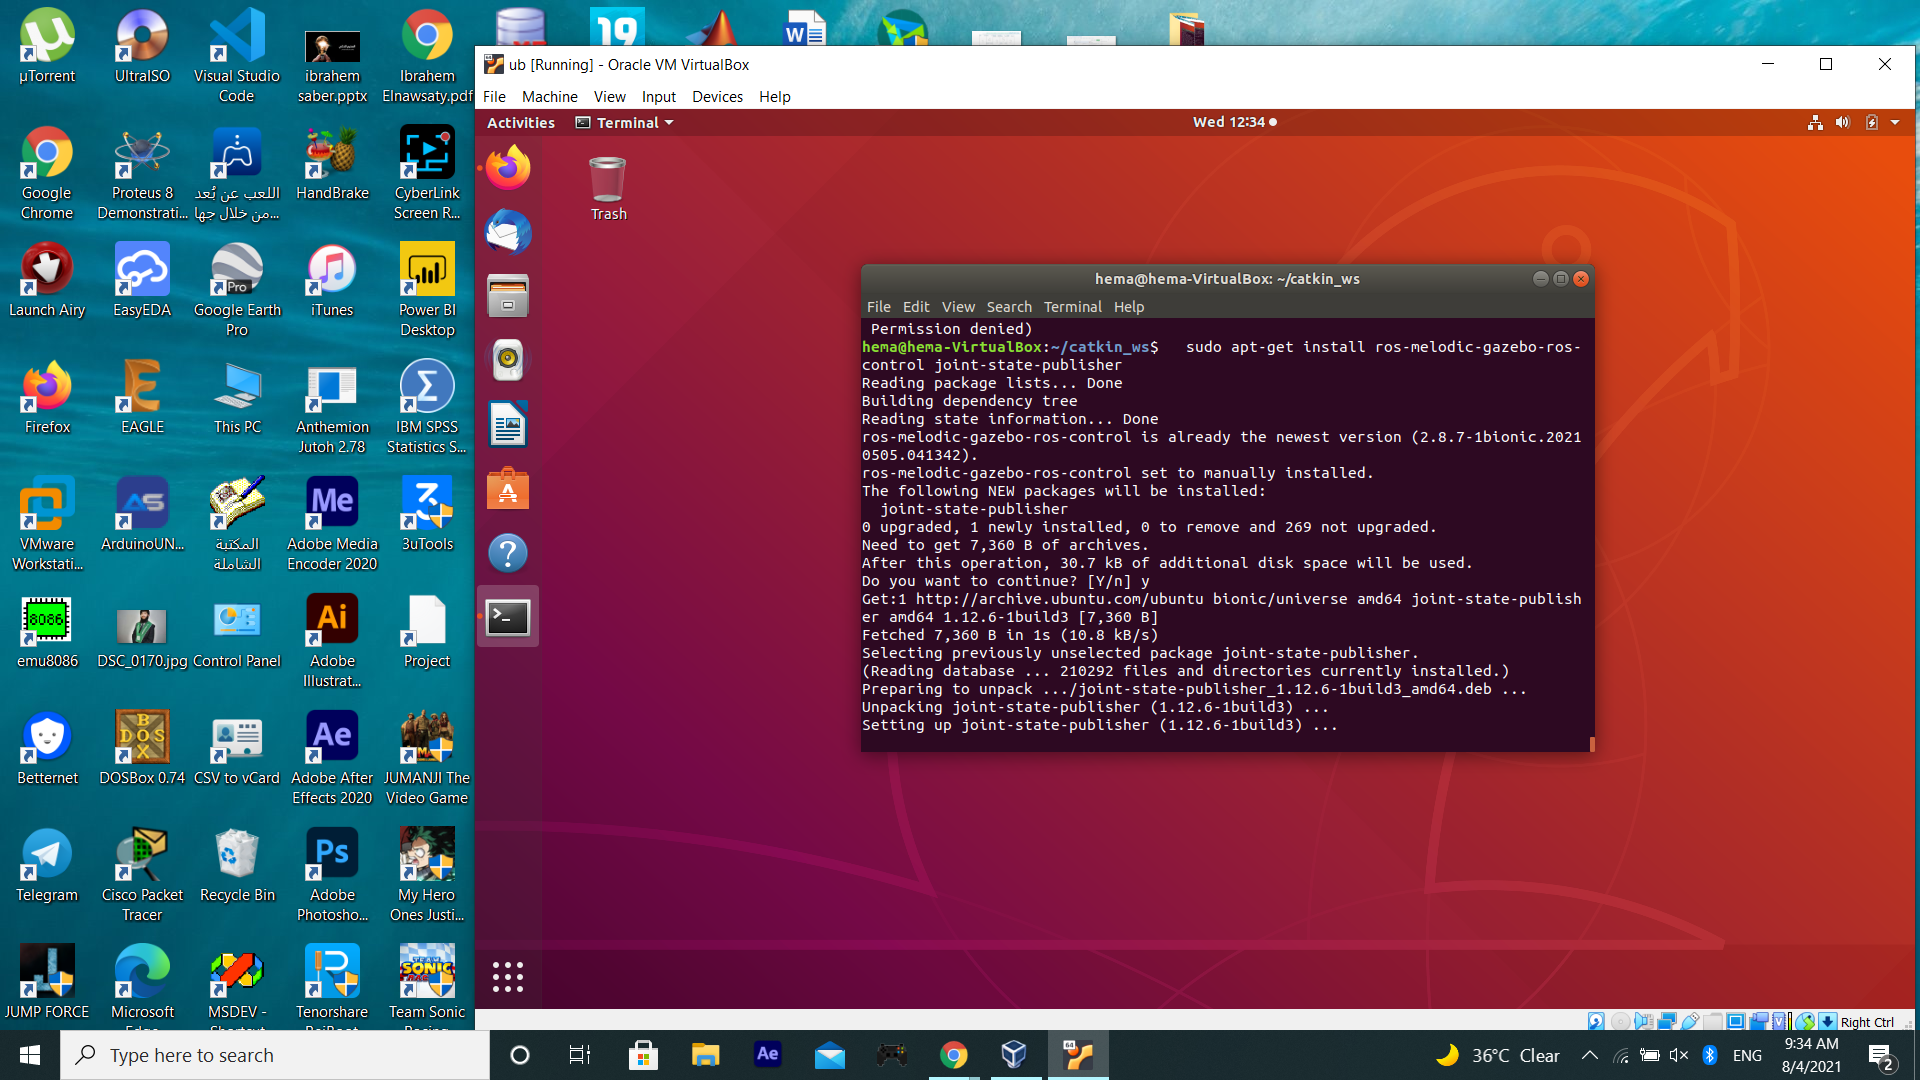 µTorrent
UltraISO
Visual Studio
Code
ibrahem
saber.pptx
Ibrahem
Elnawsaty.pdf
19
W
ub [Running] - Oracle VM VirtualBox
File Machine View Input Devices Help
Activities Terminal Wed 12:34
Google
Chrome
Proteus 8
Demonstrati...
اللعب عن بُعد
من خلال جها...
HandBrake
CyberLink
Screen R...
Trash
Launch Airy
EasyEDA
Pro
Google Earth
Pro
iTunes
Power BI
Desktop
hema@hema-VirtualBox: ~/catkin_ws
File Edit View Search Terminal Help
Permission denied)
hema@hema-VirtualBox:~/catkin_ws$ sudo apt-get install ros-melodic-gazebo-ros-
control joint-state-publisher
Reading package lists... Done
Building dependency tree
Reading state information... Done
ros-melodic-gazebo-ros-control is already the newest version (2.8.7-1bionic.2021
0505.041342).
ros-melodic-gazebo-ros-control set to manually installed.
The following NEW packages will be installed:
joint-state-publisher
0 upgraded, 1 newly installed, 0 to remove and 269 not upgraded.
Need to get 7,360 B of archives.
After this operation, 30.7 kB of additional disk space will be used.
Do you want to continue? [Y/n] y
Get:1 http://archive.ubuntu.com/ubuntu bionic/universe amd64 joint-state-publish
er amd64 1.12.6-1build3 [7,360 B]
Fetched 7,360 B in 1s (10.8 kB/s)
Selecting previously unselected package joint-state-publisher.
(Reading database ... 210292 files and directories currently installed.)
Preparing to unpack .../joint-state-publisher_1.12.6-1build3_amd64.deb ...
Unpacking joint-state-publisher (1.12.6-1build3) ...
Setting up joint-state-publisher (1.12.6-1build3) ...
Firefox
EAGLE
This PC
Anthemion
Jutoh 2.78
IBM SPSS
Statistics S...
VMware
Workstati...
AS
ArduinoUN...
المكتبة
الشاملة
Me
Adobe Media
Encoder 2020
3uTools
8086
emu8086
DSC_0170.jpg
Control Panel
Ai
Adobe
Illustrat...
Project
Betternet
DOSBox 0.74
CSV to vCard
Ae
Adobe After
Effects 2020
JUMANJI The
Video Game
Telegram
Cisco Packet
Tracer
Recycle Bin
Ps
Adobe
Photosho...
My Hero
Ones Justi...
JUMP FORCE
Microsoft
Edge
MSDEV -
Shortcut
Tenorshare
ReiBoot
TEAM
SONIC
Team Sonic
Racing
Right Ctrl
Type here to search
Ae
64
36°C Clear
ENG
9:34 AM
8/4/2021
2